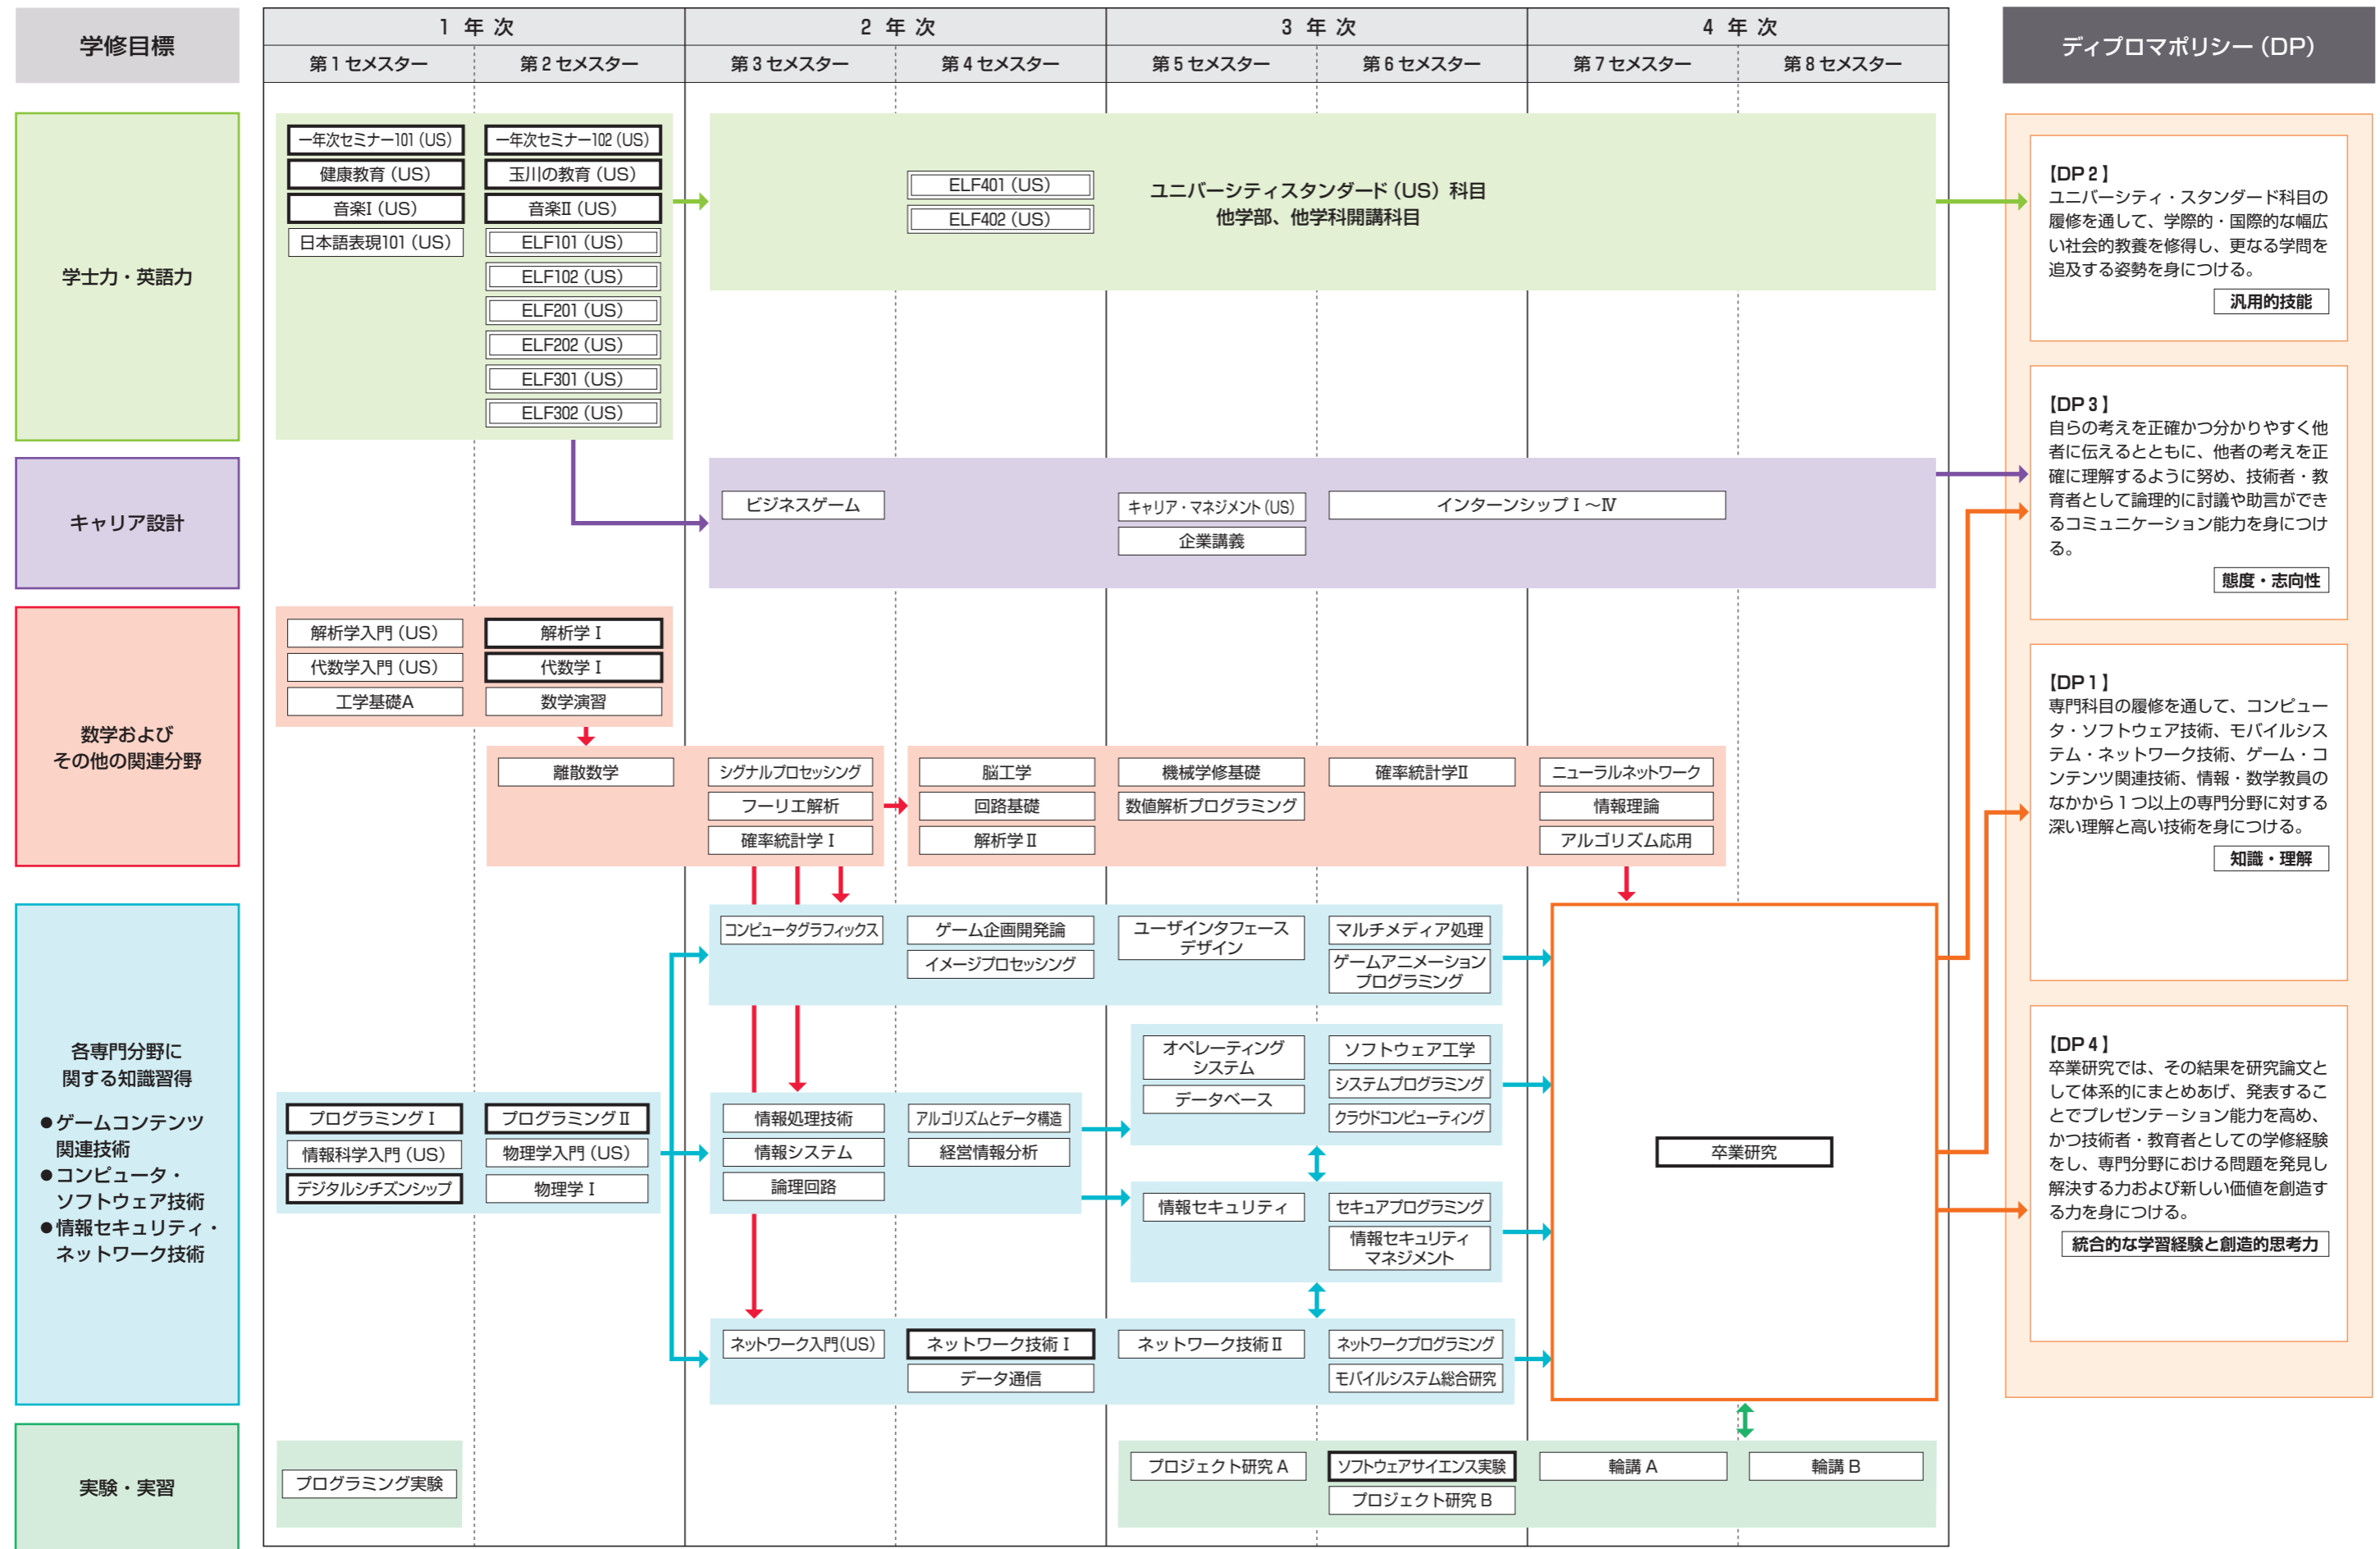 学修目標
1 年 次
2 年 次
3 年 次
4 年 次
第1セメスター
第2セメスター
第3セメスター
第4セメスター
第5セメスター
第6セメスター
第7セメスター
第8セメスター
ディプロマポリシー(DP)
学士力・英語力
一年次セミナー101(US)
健康教育(US)
音楽Ⅰ(US)
日本語表現101(US)
一年次セミナー102(US)
玉川の教育(US)
音楽Ⅱ(US)
ELF101(US)
ELF102(US)
ELF201(US)
ELF202(US)
ELF301(US)
ELF302(US)
ELF401(US)
ELF402(US)
ユニバーシティスタンダード(US)科目
他学部、他学科開講科目
キャリア設計
ビジネスゲーム
キャリア・マネジメント(US)
企業講義
インターンシップⅠ〜Ⅳ
数学および
その他の関連分野
解析学入門(US)
代数学入門(US)
工学基礎A
解析学Ⅰ
代数学Ⅰ
数学演習
離散数学
シグナルプロセッシング
フーリエ解析
確率統計学Ⅰ
脳工学
回路基礎
解析学Ⅱ
機械学修基礎
数値解析プログラミング
確率統計学Ⅱ
ニューラルネットワーク
情報理論
アルゴリズム応用
各専門分野に
関する知識習得
●ゲームコンテンツ
関連技術
●コンピュータ・
ソフトウェア技術
●情報セキュリティ・
ネットワーク技術
プログラミングⅠ
情報科学入門(US)
デジタルシチズンシップ
プログラミングⅡ
物理学入門(US)
物理学Ⅰ
コンピュータグラフィックス
ゲーム企画開発論
イメージプロセッシング
ユーザインタフェース
デザイン
マルチメディア処理
ゲームアニメーション
プログラミング
情報処理技術
情報システム
論理回路
アルゴリズムとデータ構造
経営情報分析
オペレーティング
システム
データベース
ソフトウェア工学
システムプログラミング
クラウドコンピューティング
情報セキュリティ
セキュアプログラミング
情報セキュリティ
マネジメント
ネットワーク入門(US)
ネットワーク技術Ⅰ
データ通信
ネットワーク技術Ⅱ
ネットワークプログラミング
モバイルシステム総合研究
卒業研究
実験・実習
プログラミング実験
プロジェクト研究A
ソフトウェアサイエンス実験
プロジェクト研究B
輪講A
輪講B
【DP2】
ユニバーシティ・スタンダード科目の
履修を通して、学際的・国際的な幅広
い社会的教養を修得し、更なる学問を
追及する姿勢を身につける。
汎用的技能
【DP3】
自らの考えを正確かつ分かりやすく他
者に伝えるとともに、他者の考えを正
確に理解するように努め、技術者・教
育者として論理的に討議や助言ができ
るコミュニケーション能力を身につけ
る。
態度・志向性
【DP1】
専門科目の履修を通して、コンピュー
タ・ソフトウェア技術、モバイルシス
テム・ネットワーク技術、ゲーム・コ
ンテンツ関連技術、情報・数学教員の
なかから1つ以上の専門分野に対する
深い理解と高い技術を身につける。
知識・理解
【DP4】
卒業研究では、その結果を研究論文と
して体系的にまとめあげ、発表するこ
とでプレゼンテーション能力を高め、
かつ技術者・教育者としての学修経験
をし、専門分野における問題を発見し
解決する力および新しい価値を創造す
る力を身につける。
統合的な学習経験と創造的思考力